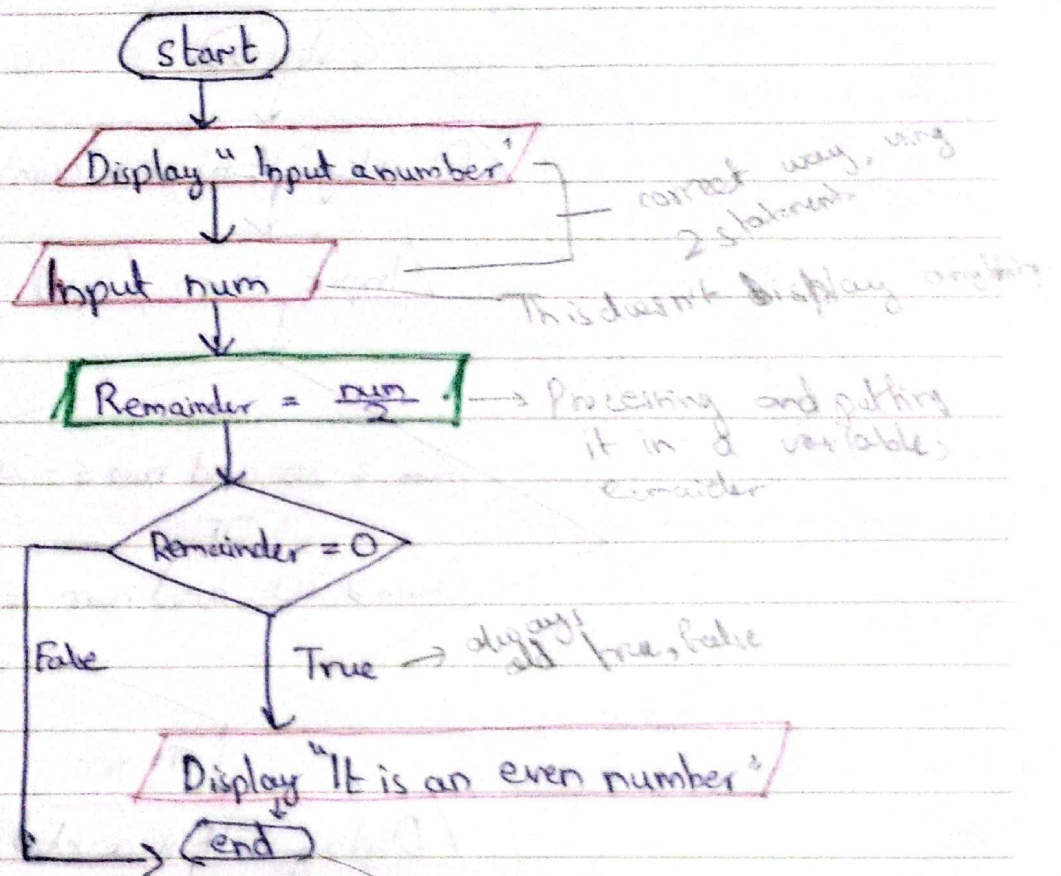 start
Display "Input a number"
correct way, using
2 statements
Input num
This doesn't Display anything
Remainder = num/2
→ Processing and putting
it in a variable,
remainder
Remainder = 0
False
True → always
add true, false
Display "It is an even number"
end